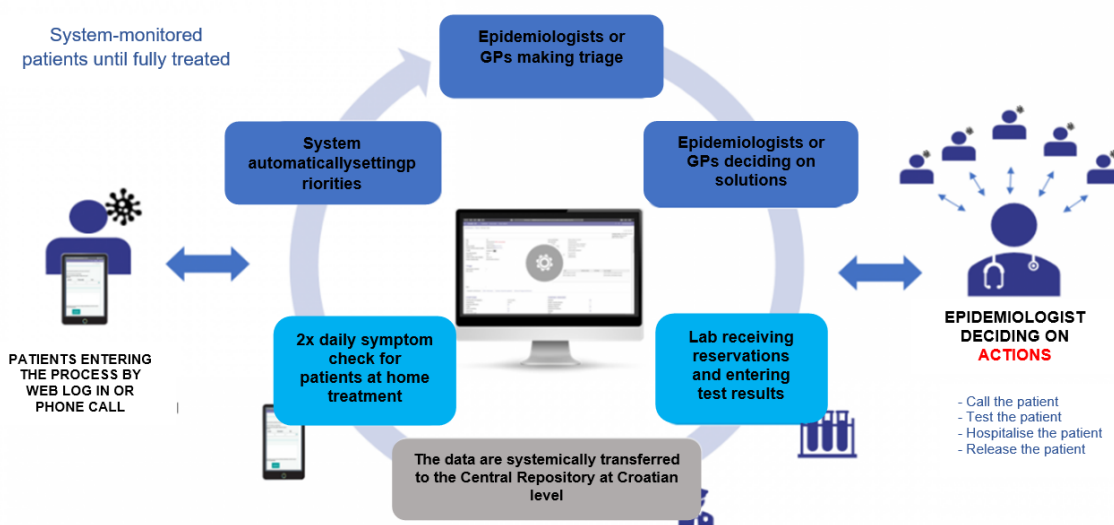 System-monitored
patients until fully treated
Epidemiologists or
GPs making triage
System
automaticallysettingp
riorities
Epidemiologists or
GPs deciding on
solutions
PATIENTS ENTERING
THE PROCESS BY
WEB LOG IN OR
PHONE CALL
2x daily symptom
check for
patients at home
treatment
Lab receiving
reservations
and entering
test results
The data are systemically transferred
to the Central Repository at Croatian
level
EPIDEMIOLOGIST
DECIDING ON
ACTIONS
- Call the patient
- Test the patient
- Hospitalise the patient
- Release the patient